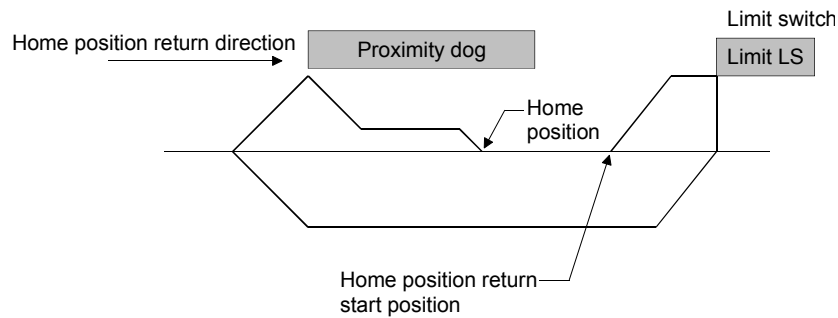 Limit switch
Home position return direction
Proximity dog
Limit LS
Home
position
Home position return
start position